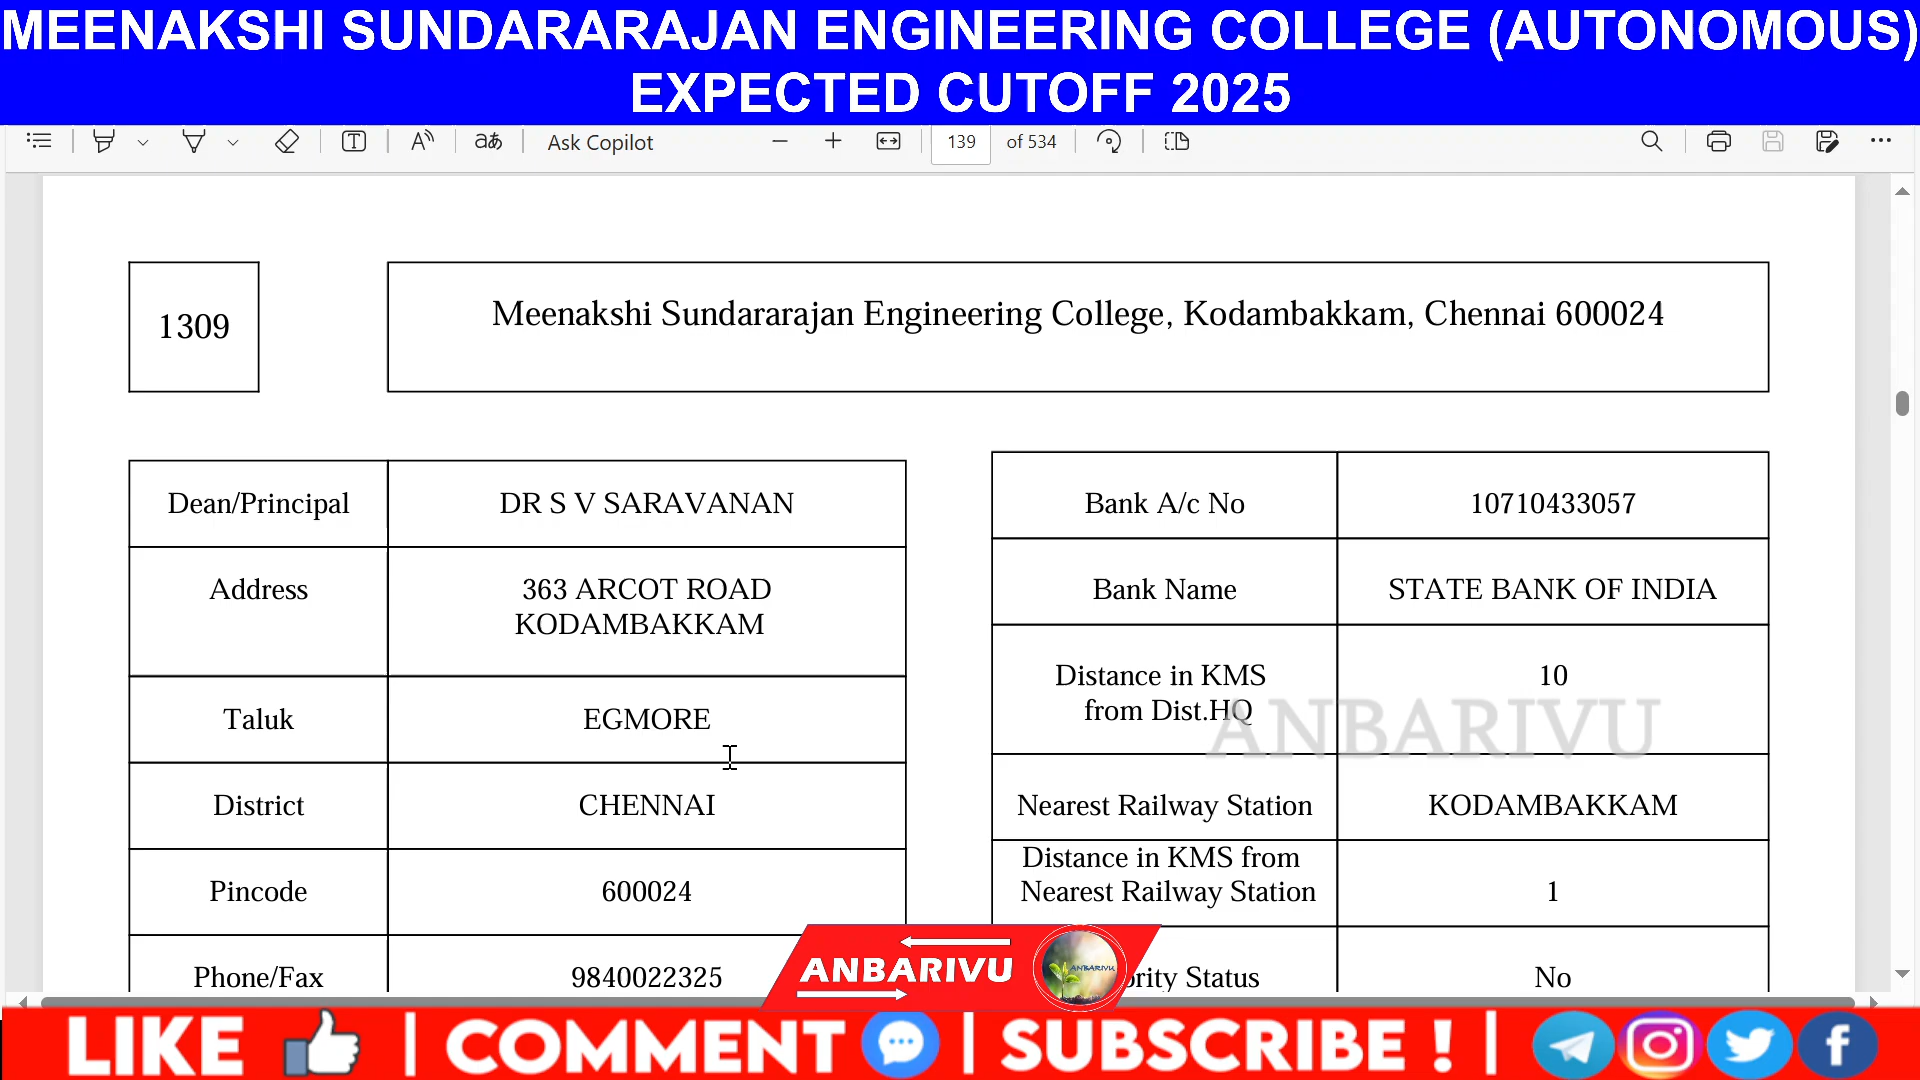 MEENAKSHI SUNDARARAJAN ENGINEERING COLLEGE (AUTONOMOUS)
EXPECTED CUTOFF 2025
Ask Copilot
139 of 534
1309
Meenakshi Sundararajan Engineering College, Kodambakkam, Chennai 600024
Dean/Principal DR S V SARAVANAN
Address 363 ARCOT ROAD
KODAMBAKKAM
Taluk EGMORE
District CHENNAI
Pincode 600024
Phone/Fax 9840022325
Bank A/c No 10710433057
Bank Name STATE BANK OF INDIA
Distance in KMS 10
from Dist.HQ
ANBARIVU
Nearest Railway Station KODAMBAKKAM
Distance in KMS from
Nearest Railway Station 1
Status No
ANBARIVU
ANBARIVU
LIKE | COMMENT | SUBSCRIBE ! |